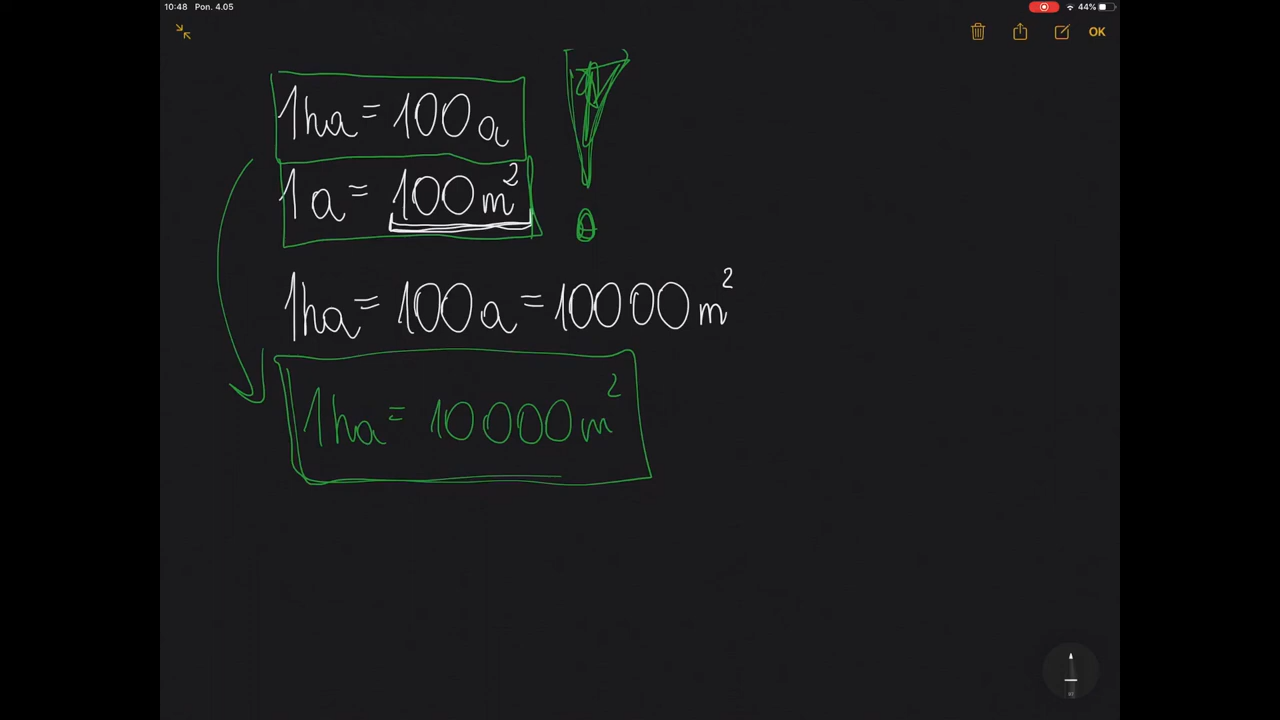 10:48 Pon. 4.05
44%
OK
1ha = 100a
1a = 100m²
1ha = 100a = 10000m²
1ha = 10000m²